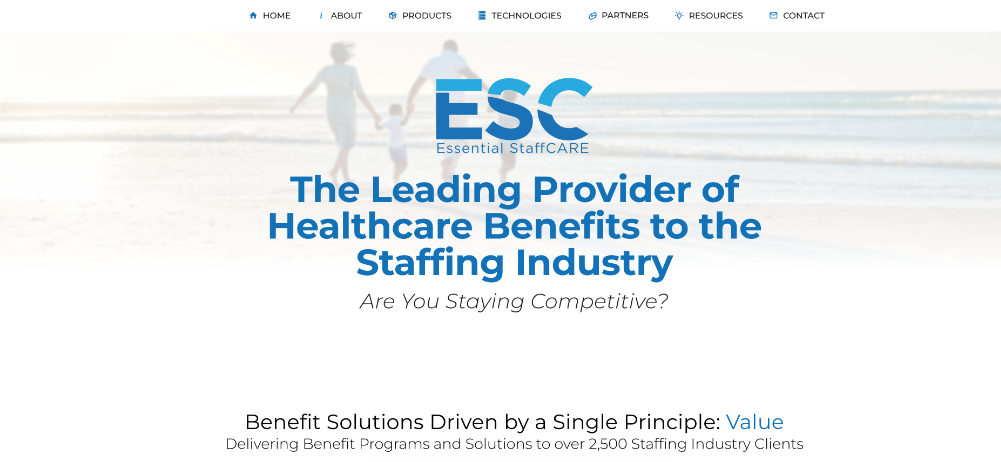 HOME ABOUT PRODUCTS TECHNOLOGIES PARTNERS RESOURCES CONTACT
ESC
Essential StaffCARE
The Leading Provider of
Healthcare Benefits to the
Staffing Industry
Are You Staying Competitive?
Benefit Solutions Driven by a Single Principle: Value
Delivering Benefit Programs and Solutions to over 2,500 Staffing Industry Clients